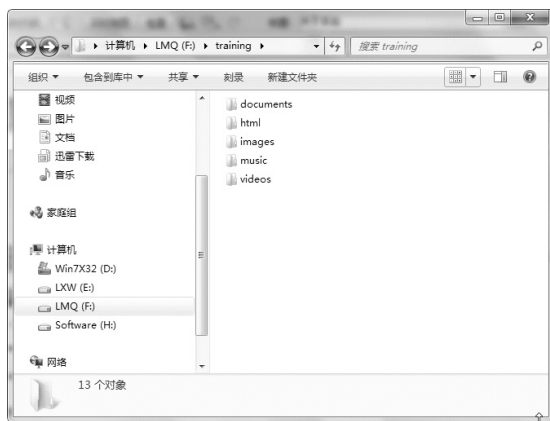 计算机 LMQ (F:) training 搜索 training
组织 包含到库中 共享 刻录 新建文件夹
视频
图片
文档
迅雷下载
音乐
家庭组
计算机
Win7X32 (D:)
LXW (E:)
LMQ (F:)
Software (H:)
网络
documents
html
images
music
videos
13 个对象